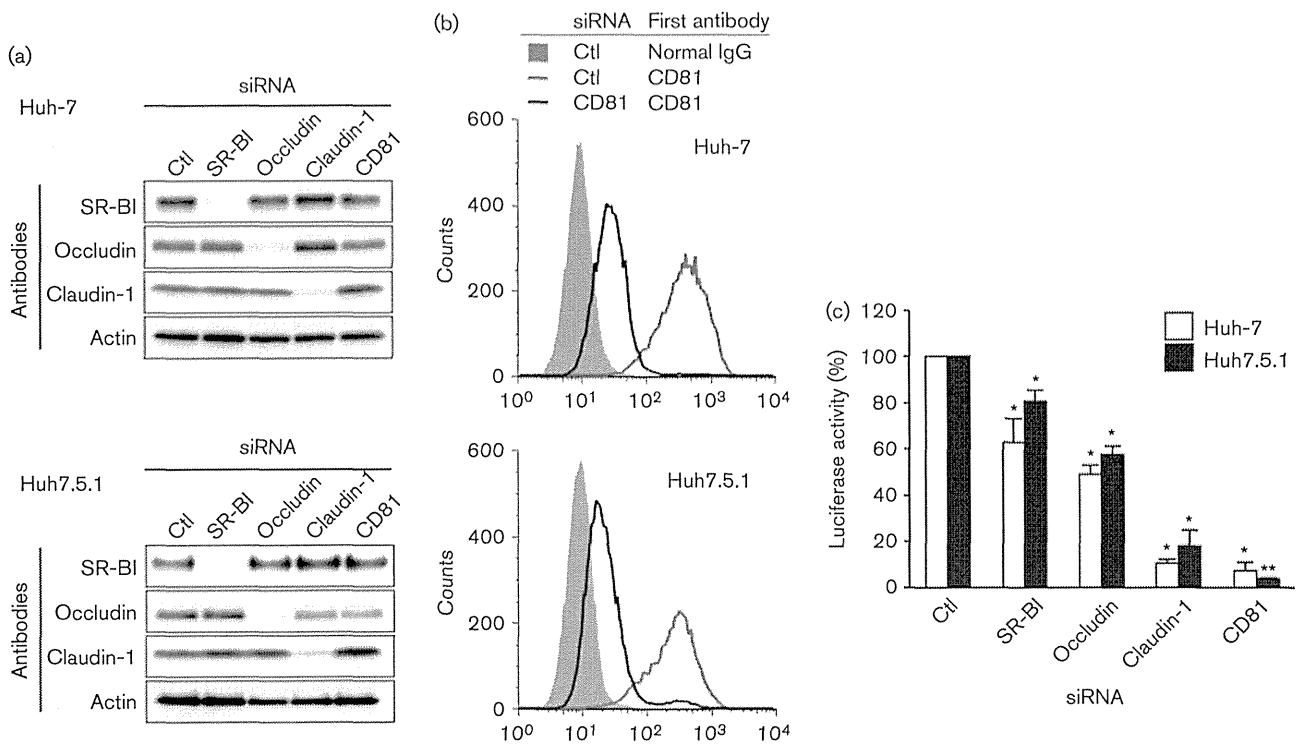 (a)
siRNA
Huh-7
Ctl
SR-BI
Occludin
Claudin-1
CD81
Antibodies
SR-BI
Occludin
Claudin-1
Actin
siRNA
Huh7.5.1
Ctl
SR-BI
Occludin
Claudin-1
CD81
Antibodies
SR-BI
Occludin
Claudin-1
Actin
(b)
siRNA First antibody
Ctl Normal IgG
Ctl CD81
CD81 CD81
600
400
200
0
Counts
Huh-7
10⁰ 10¹ 10² 10³ 10⁴
600
400
200
0
Counts
Huh7.5.1
10⁰ 10¹ 10² 10³ 10⁴
(c)
120
100
80
60
40
20
0
Luciferase activity (%)
Huh-7
Huh7.5.1
* *
* *
* *
* **
Ctl
SR-BI
Occludin
Claudin-1
CD81
siRNA